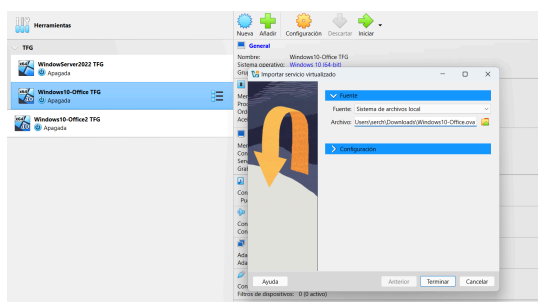 Herramientas
Nueva Añadir Configuración Descartar Iniciar
TFG
WindowServer2022 TFG
Apagada
Windows10-Office TFG
Apagada
Windows10-Office2 TFG
Apagada
General
Nombre: Windows10-Office TFG
Sistema operativo: Windows 10 (64-bit)
Importar servicio virtualizado
Fuente
Fuente: Sistema de archivos local
Archivo: Users\serch\Downloads\Windows10-Office.ova
Configuración
Ayuda Anterior Terminar Cancelar
Filtros de dispositivos: 0 (0 activo)